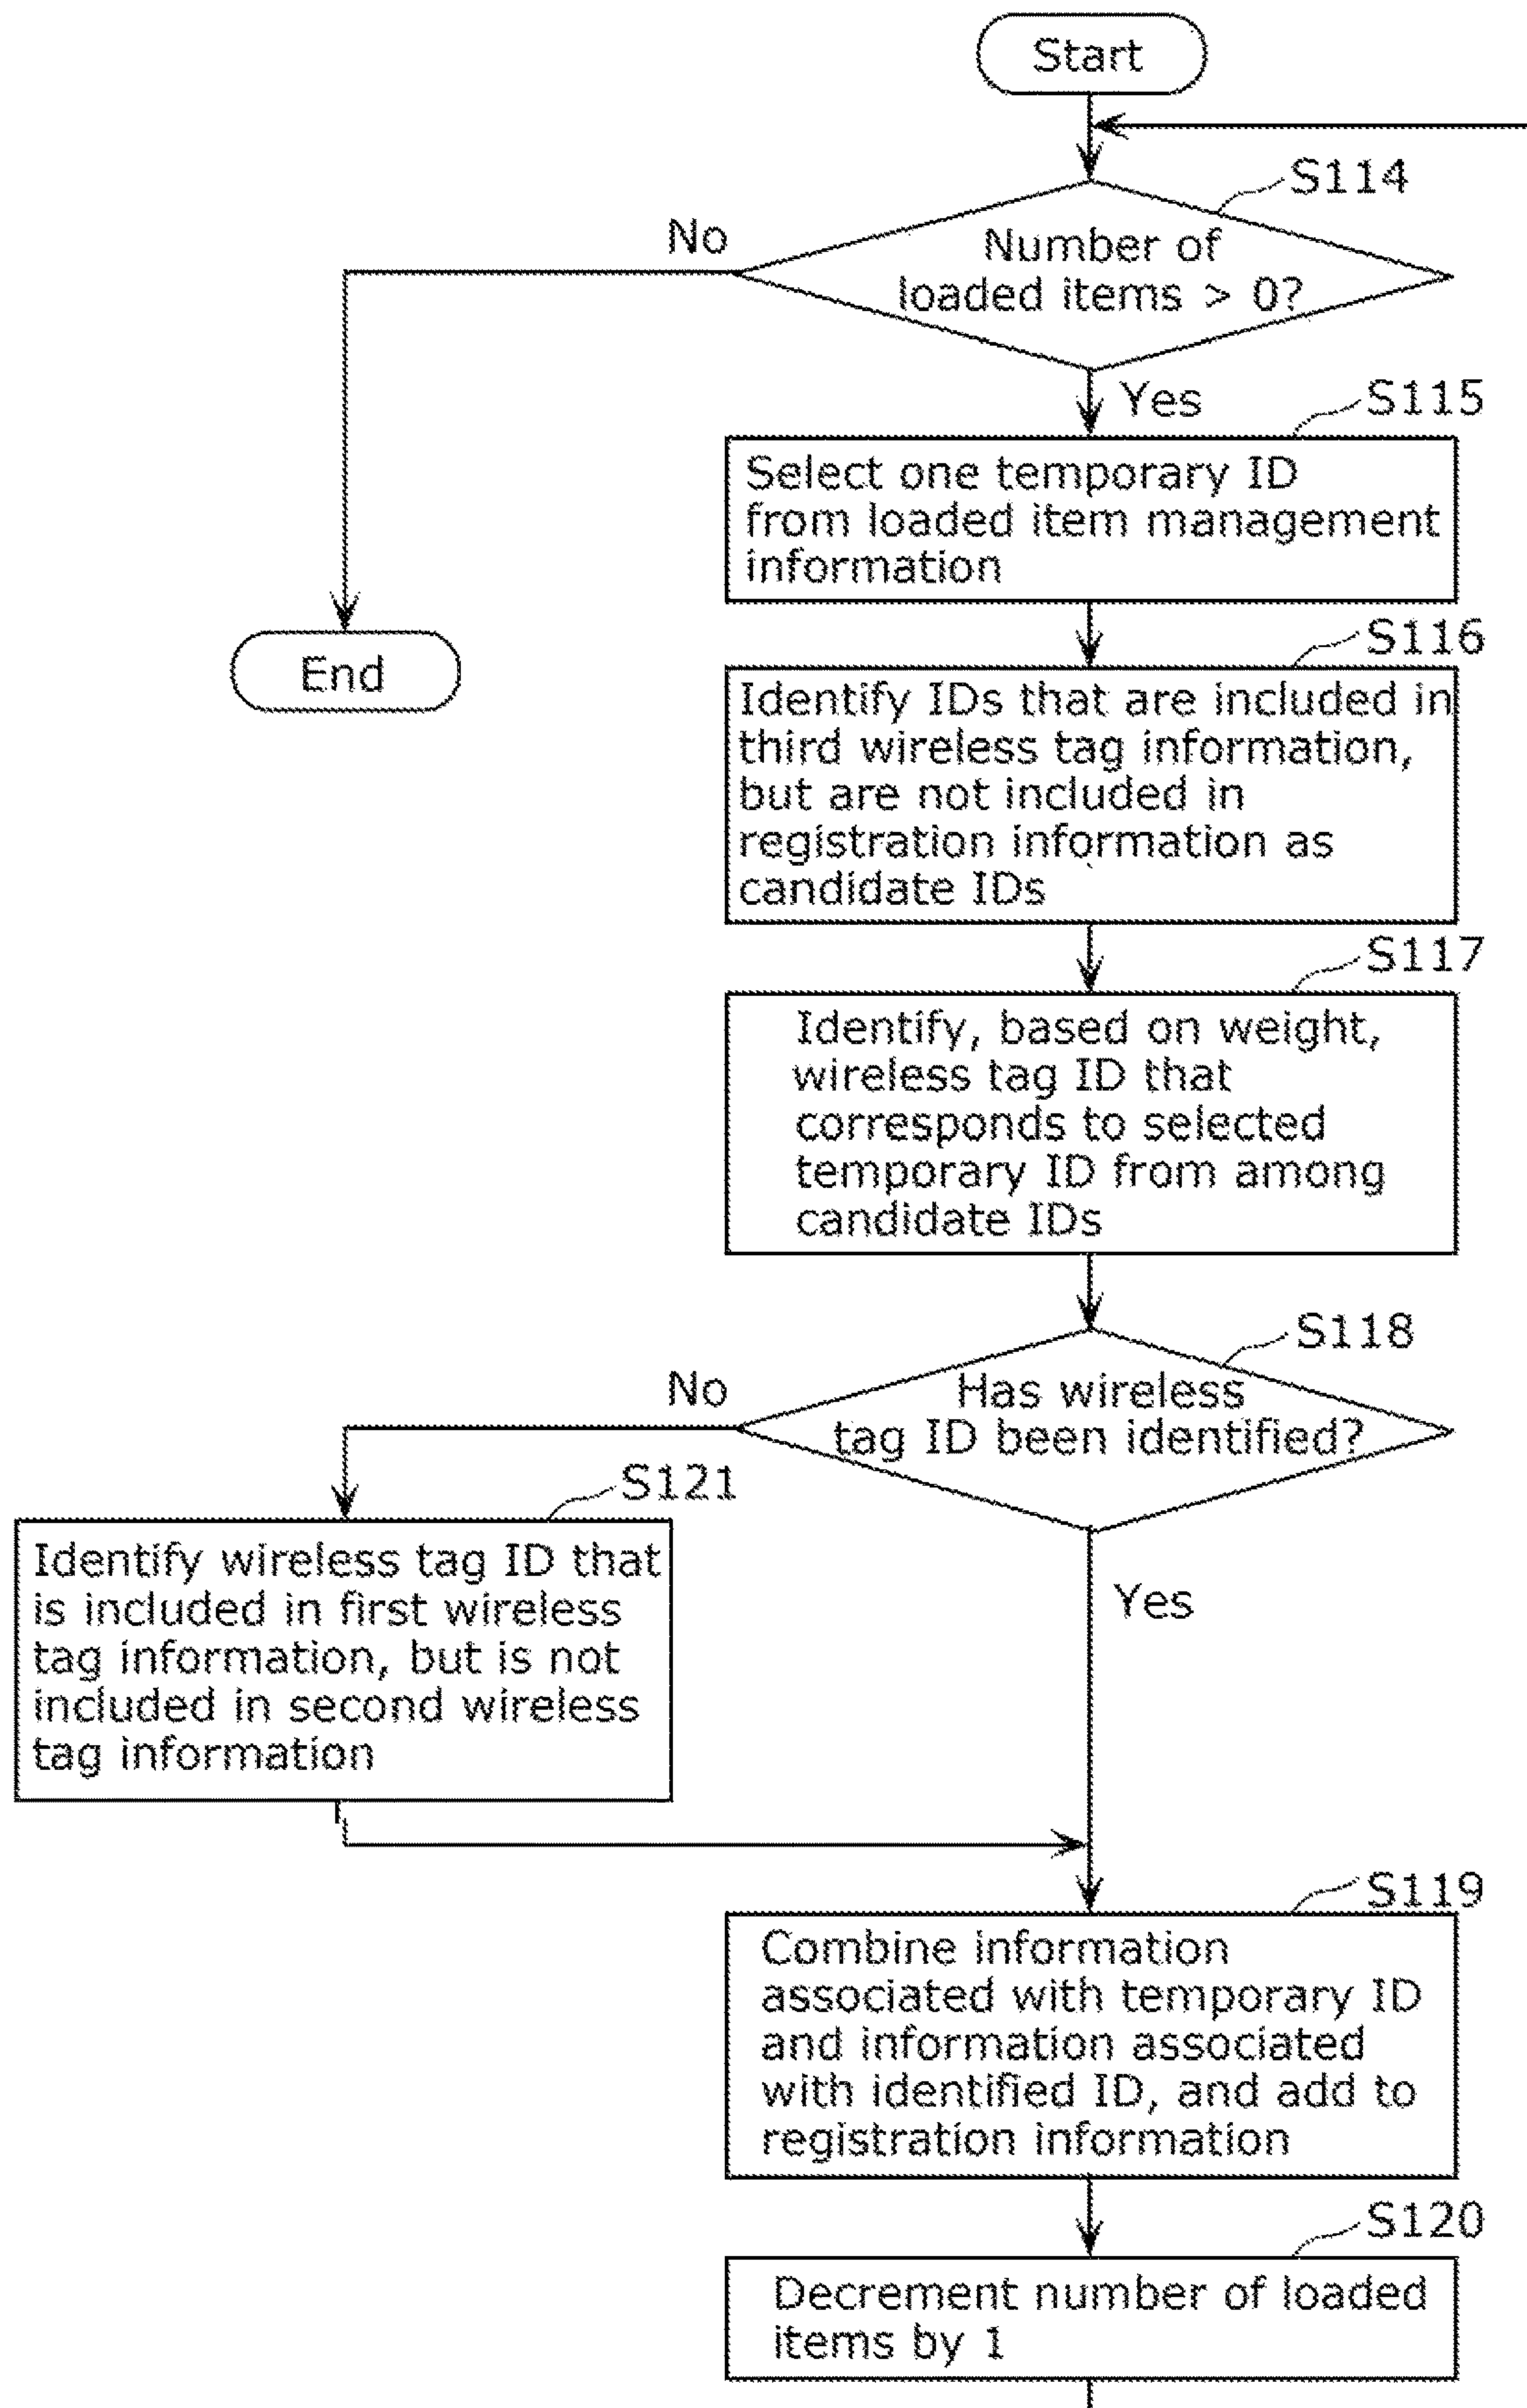 Start
S114
No
Number of
loaded items > 0?
Yes
S115
Select one temporary ID
from loaded item management
information
End
S116
Identify IDs that are included in
third wireless tag information,
but are not included in
registration information as
candidate IDs
S117
Identify, based on weight,
wireless tag ID that
corresponds to selected
temporary ID from among
candidate IDs
S118
No
Has wireless
tag ID been identified?
S121
Identify wireless tag ID that
is included in first wireless
tag information, but is not
included in second wireless
tag information
Yes
S119
Combine information
associated with temporary ID
and information associated
with identified ID, and add to
registration information
S120
Decrement number of loaded
items by 1